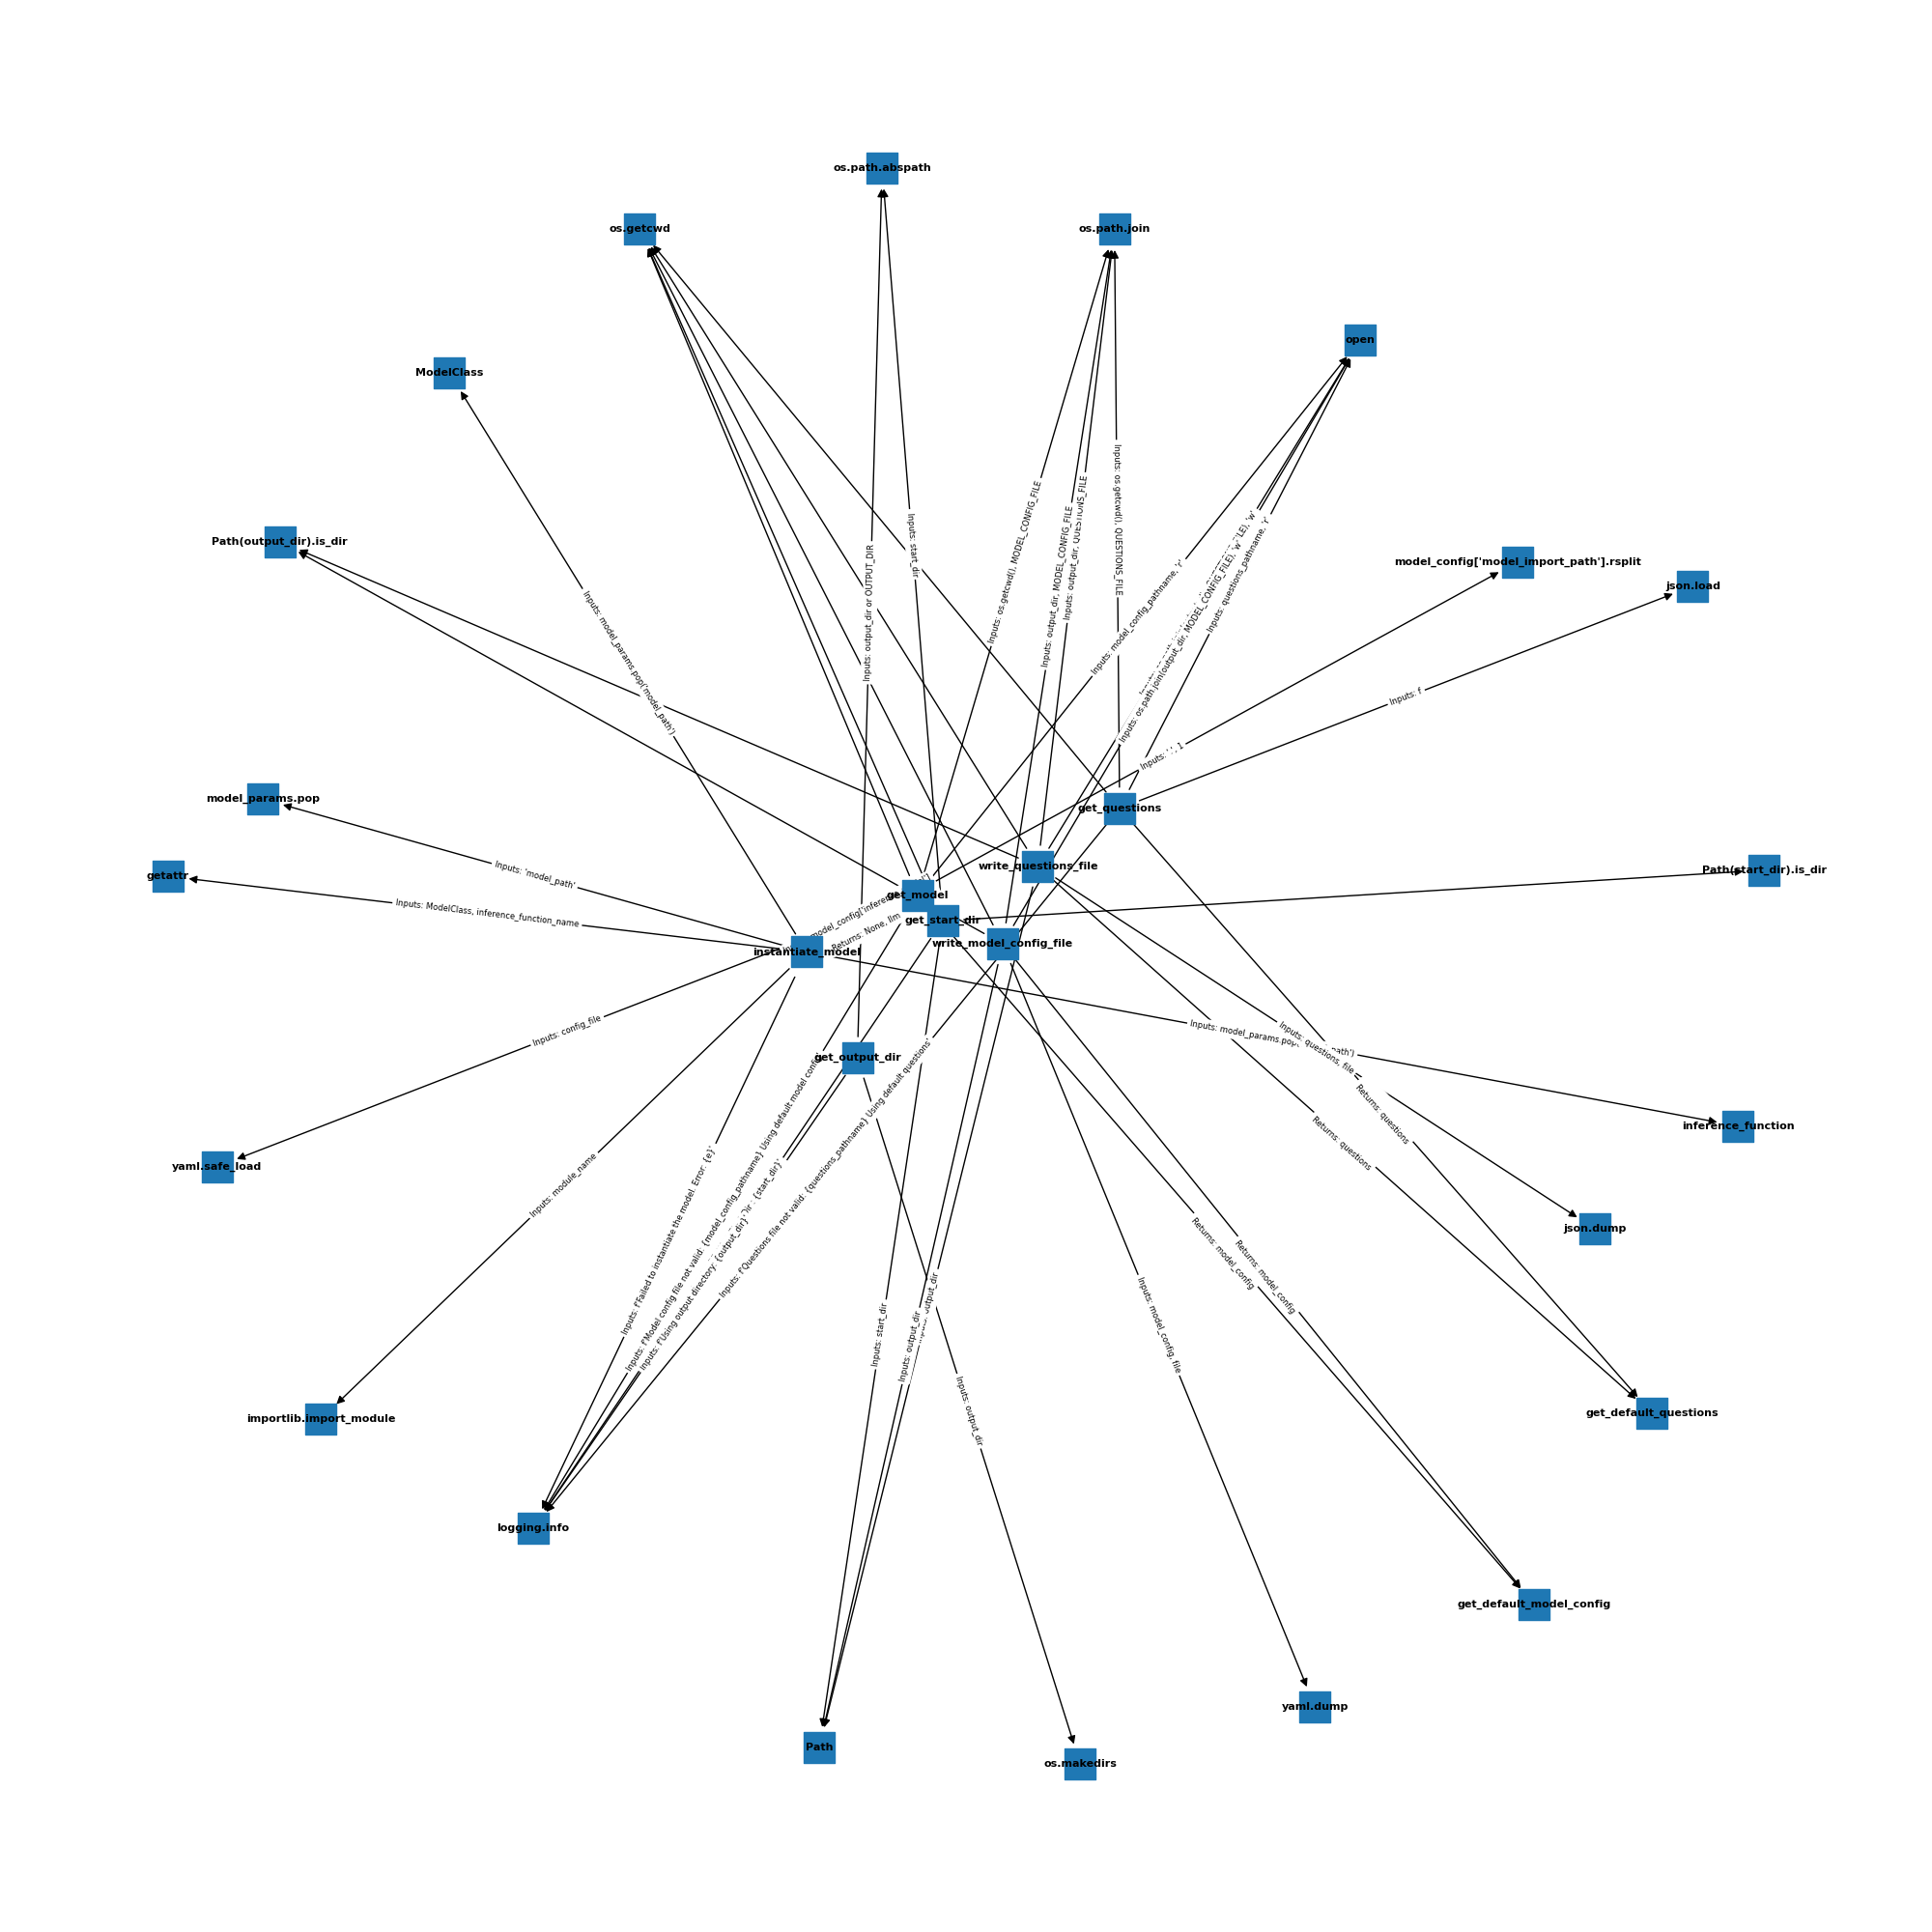 os.path.abspath
os.getcwd
os.path.join
open
ModelClass
Path(output_dir).is_dir
model_config['model_import_path'].rsplit
json.load
Inputs: os.getcwd(), MODEL_CONFIG_FILE
Inputs: output_dir, MODEL_CONFIG_FILE
Inputs: output_dir, QUESTIONS_FILE
Inputs: os.getcwd(), QUESTIONS_FILE
Inputs: start_dir
Inputs: output_dir or OUTPUT_DIR
Inputs: model_config_pathname, 'r'
Inputs: os.path.join(output_dir, MODEL_CONFIG_FILE), 'w'
Inputs: questions_pathname, 'r'
Inputs: model_params.pop('model_path')
Inputs: f
Inputs: '.', 1
model_params.pop
get_questions
getattr
write_questions_file
Path(start_dir).is_dir
Inputs: 'model_path'
get_model
Inputs: ModelClass, inference_function_name
get_start_dir
Returns: None, llm
write_model_config_file
instantiate_model
Inputs: config_file
Inputs: questions, file
get_output_dir
Returns: questions
Returns: questions
inference_function
yaml.safe_load
Inputs: module_name
Inputs: f'Failed to instantiate the model. Error: {e}'
Inputs: f'Model config file not valid: {model_config_pathname} Using default model config'
Inputs: f'Using output directory: {output_dir}'
Inputs: f'Questions file not valid: {questions_pathname} Using default questions'
json.dump
Returns: model_config
Returns: model_config
Inputs: start_dir
Inputs: output_dir
Inputs: model_config, file
Inputs: output_dir
importlib.import_module
get_default_questions
logging.info
get_default_model_config
yaml.dump
Path
os.makedirs